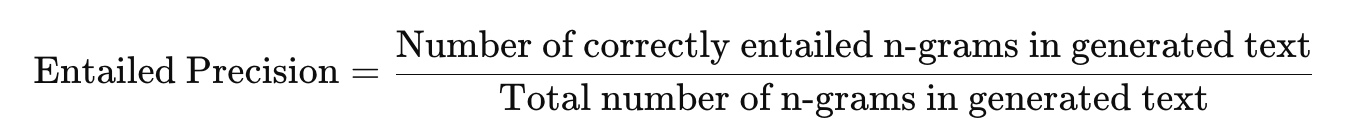 Entailed Precision = Number of correctly entailed n-grams in generated text
Total number of n-grams in generated text